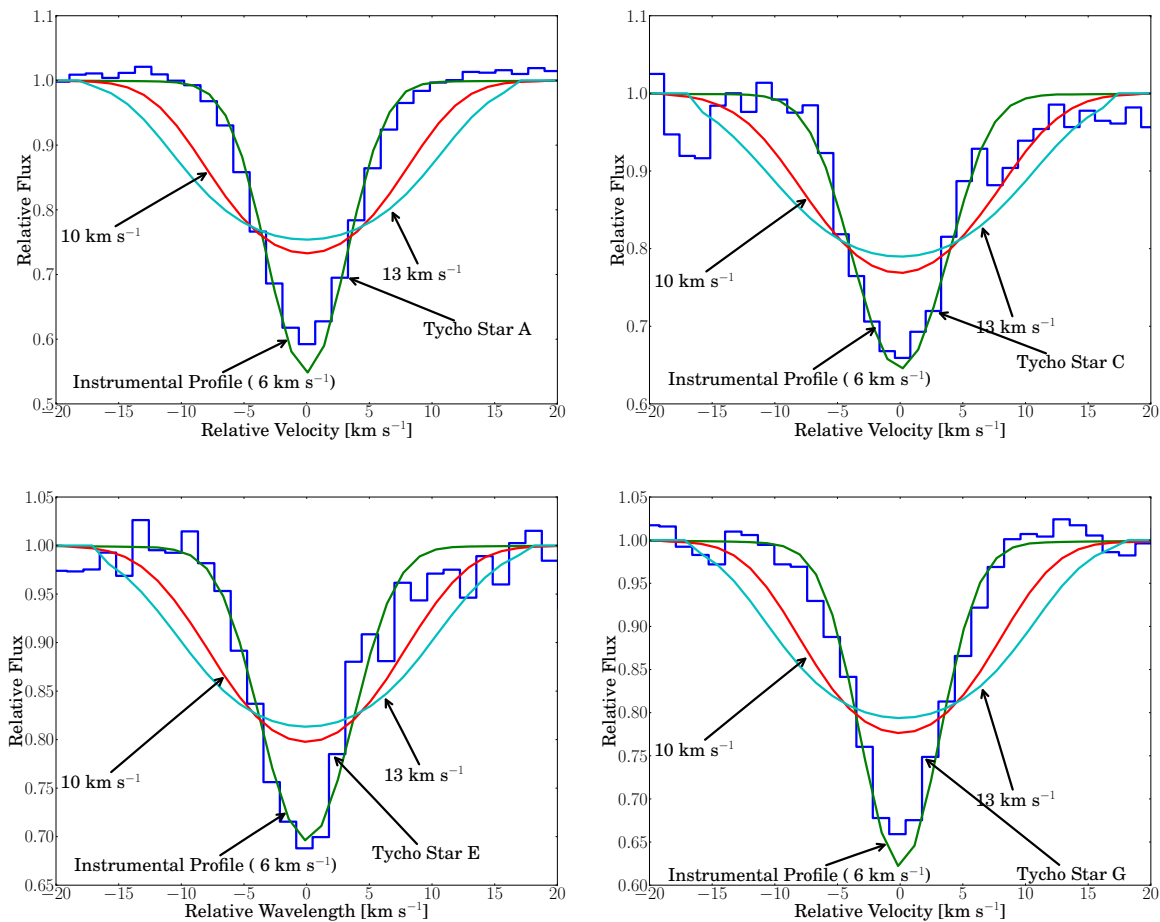 1.1
1.0
0.9
0.8
0.7
0.6
0.5
Relative Flux
−20 −15 −10 −5 0 5 10 15 20
Relative Velocity [km s−1]
10 km s−1
13 km s−1
Tycho Star A
Instrumental Profile ( 6 km s−1)
1.1
1.0
0.9
0.8
0.7
0.6
Relative Flux
−20 −15 −10 −5 0 5 10 15 20
Relative Velocity [km s−1]
10 km s−1
13 km s−1
Tycho Star C
Instrumental Profile ( 6 km s−1)
1.05
1.00
0.95
0.90
0.85
0.80
0.75
0.70
0.65
Relative Flux
−20 −15 −10 −5 0 5 10 15 20
Relative Wavelength [km s−1]
10 km s−1
13 km s−1
Tycho Star E
Instrumental Profile ( 6 km s−1)
1.05
1.00
0.95
0.90
0.85
0.80
0.75
0.70
0.65
0.60
Relative Flux
−20 −15 −10 −5 0 5 10 15 20
Relative Velocity [km s−1]
10 km s−1
13 km s−1
Tycho Star G
Instrumental Profile ( 6 km s−1)